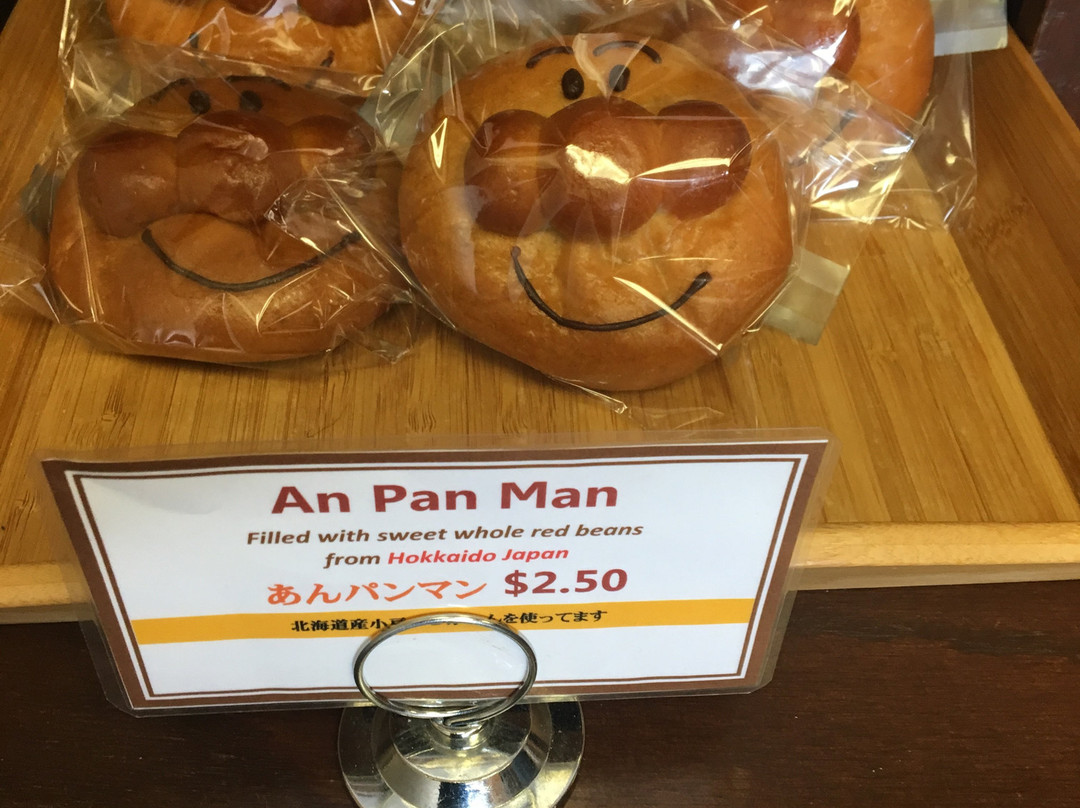 An Pan Man
Filled with sweet whole red beans
from Hokkaido Japan
あんパンマン $2.50
北海道産小 を使ってます